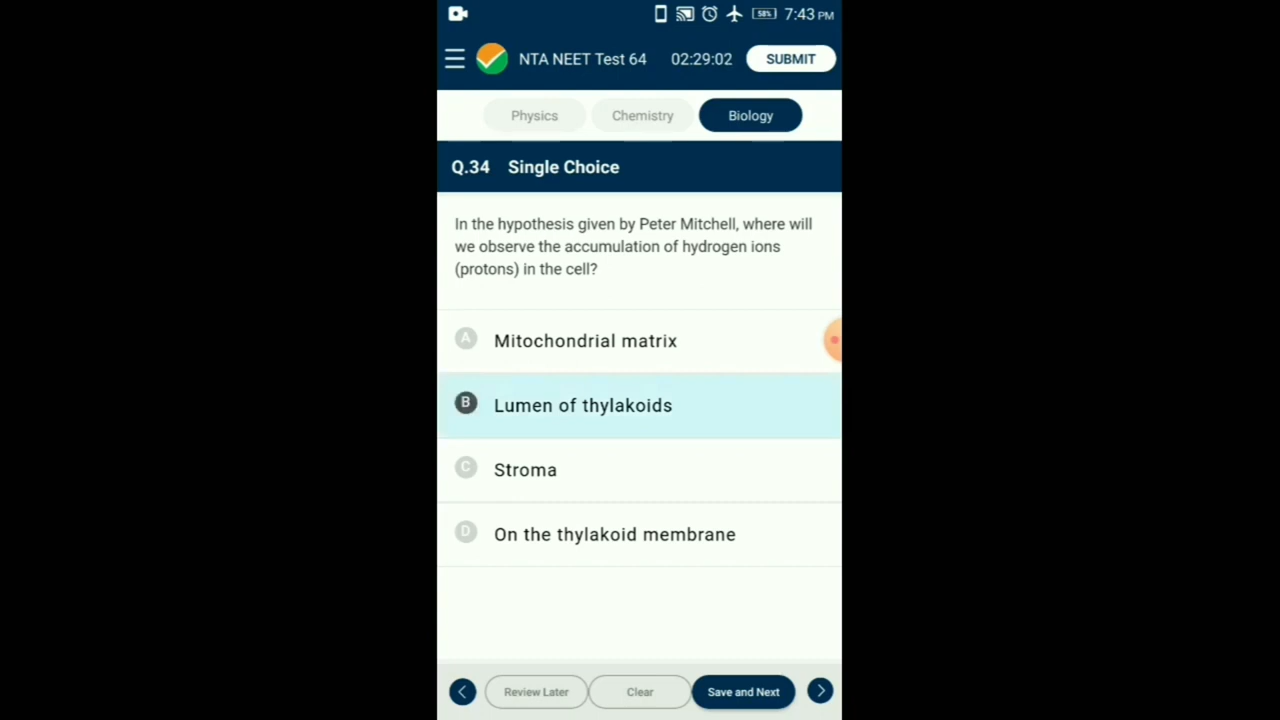 58% 7:43 PM
NTA NEET Test 64 02:29:02 SUBMIT
Physics Chemistry Biology
Q.34 Single Choice
In the hypothesis given by Peter Mitchell, where will
we observe the accumulation of hydrogen ions
(protons) in the cell?
A Mitochondrial matrix
B Lumen of thylakoids
C Stroma
D On the thylakoid membrane
Review Later Clear Save and Next